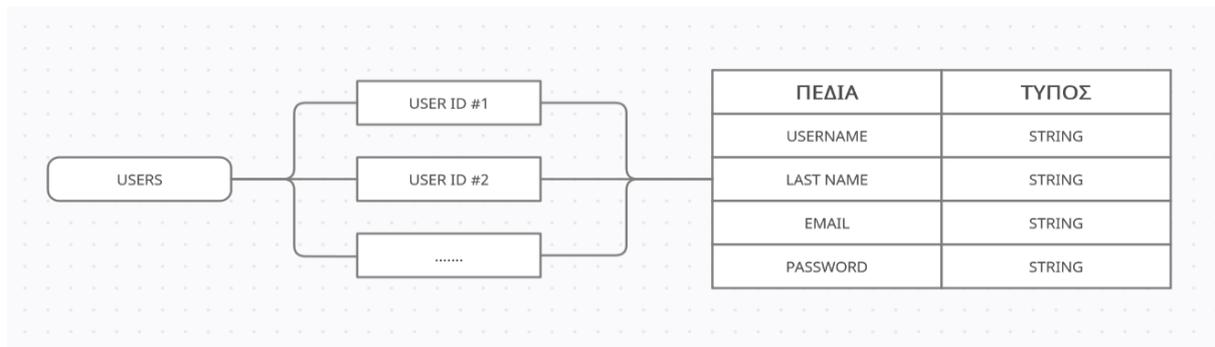 USERS
USER ID #1
USER ID #2
.......
ΠΕΔΙΑ ΤΥΠΟΣ
USERNAME STRING
LAST NAME STRING
EMAIL STRING
PASSWORD STRING